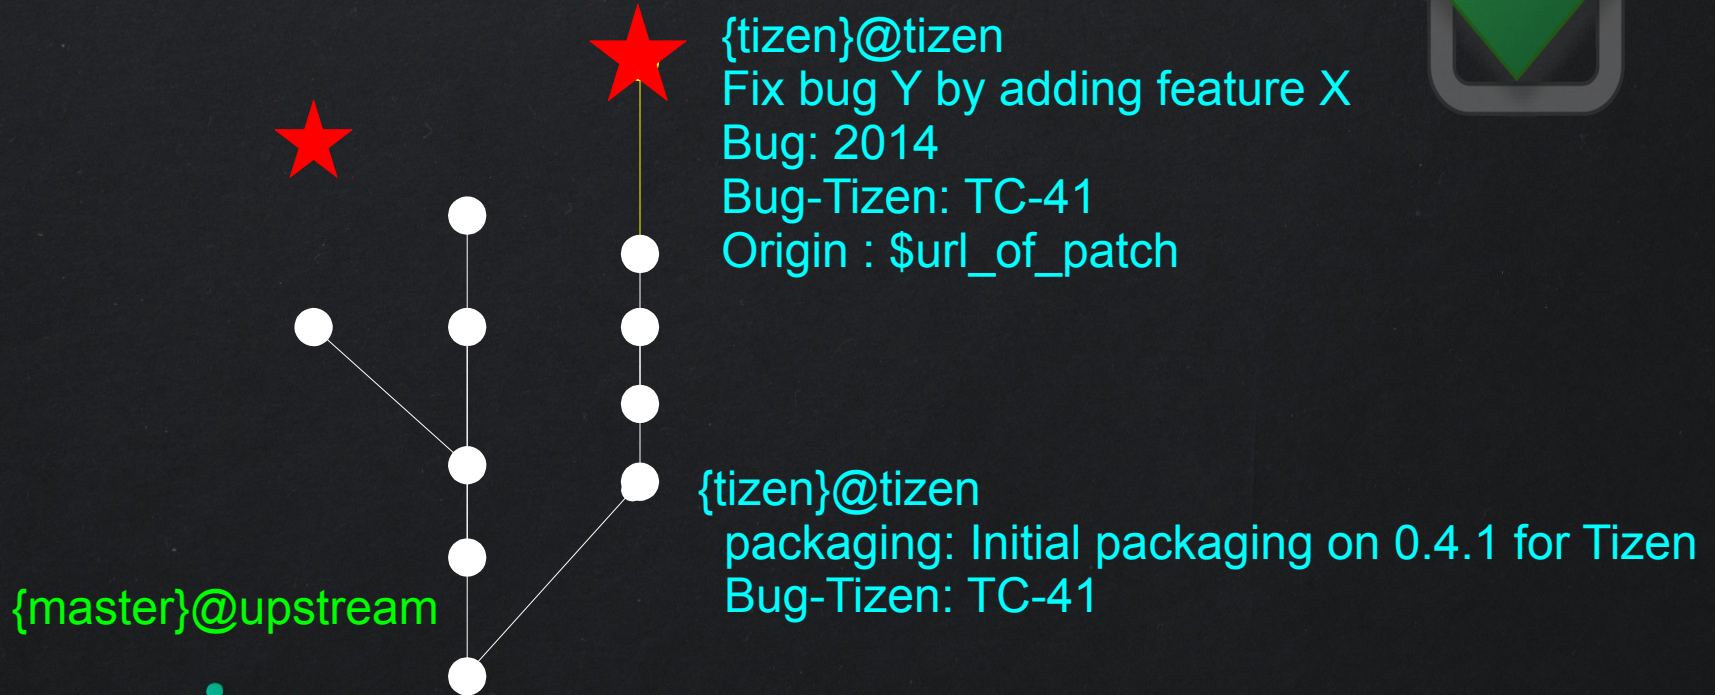 {tizen}@tizen
Fix bug Y by adding feature X
Bug: 2014
Bug-Tizen: TC-41
Origin : $url_of_patch
{tizen}@tizen
packaging: Initial packaging on 0.4.1 for Tizen
Bug-Tizen: TC-41
{master}@upstream